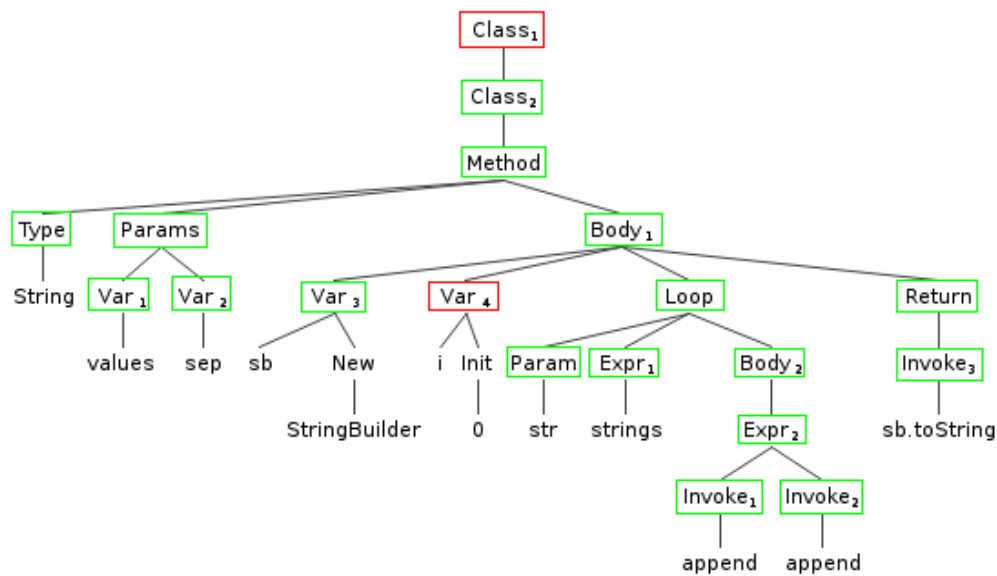 Class₁
Class₂
Method
Type Params Body₁
String Var₁ Var₂ Var₃ Var₄ Loop Return
values sep sb New i Init Param Expr₁ Body₂ Invoke₃
StringBuilder 0 str strings Expr₂ sb.toString
Invoke₁ Invoke₂
append append